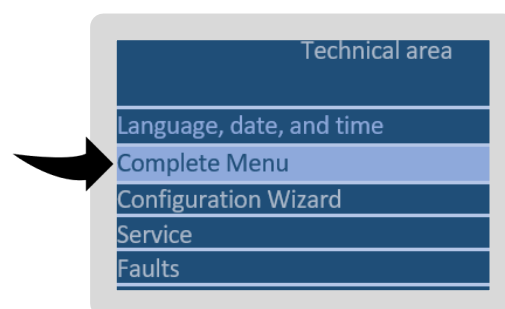 Technical area
Language, date, and time
Complete Menu
Configuration Wizard
Service
Faults